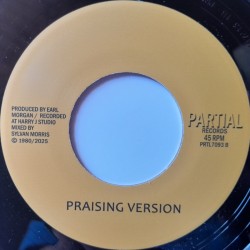 PRODUCED BY EARL
MORGAN / RECORDED
AT HARRY J STUDIO
MIXED BY
SYLVAN MORRIS
© 1980/2025
PARTIAL
RECORDS
45 RPM
PRTL7093 B
PRAISING VERSION